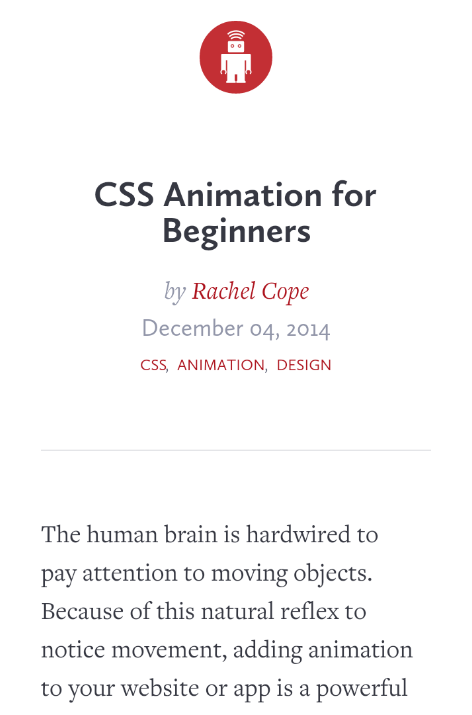 CSS Animation for
Beginners
by Rachel Cope
December 04, 2014
CSS, ANIMATION, DESIGN
The human brain is hardwired to
pay attention to moving objects.
Because of this natural reflex to
notice movement, adding animation
to your website or app is a powerful